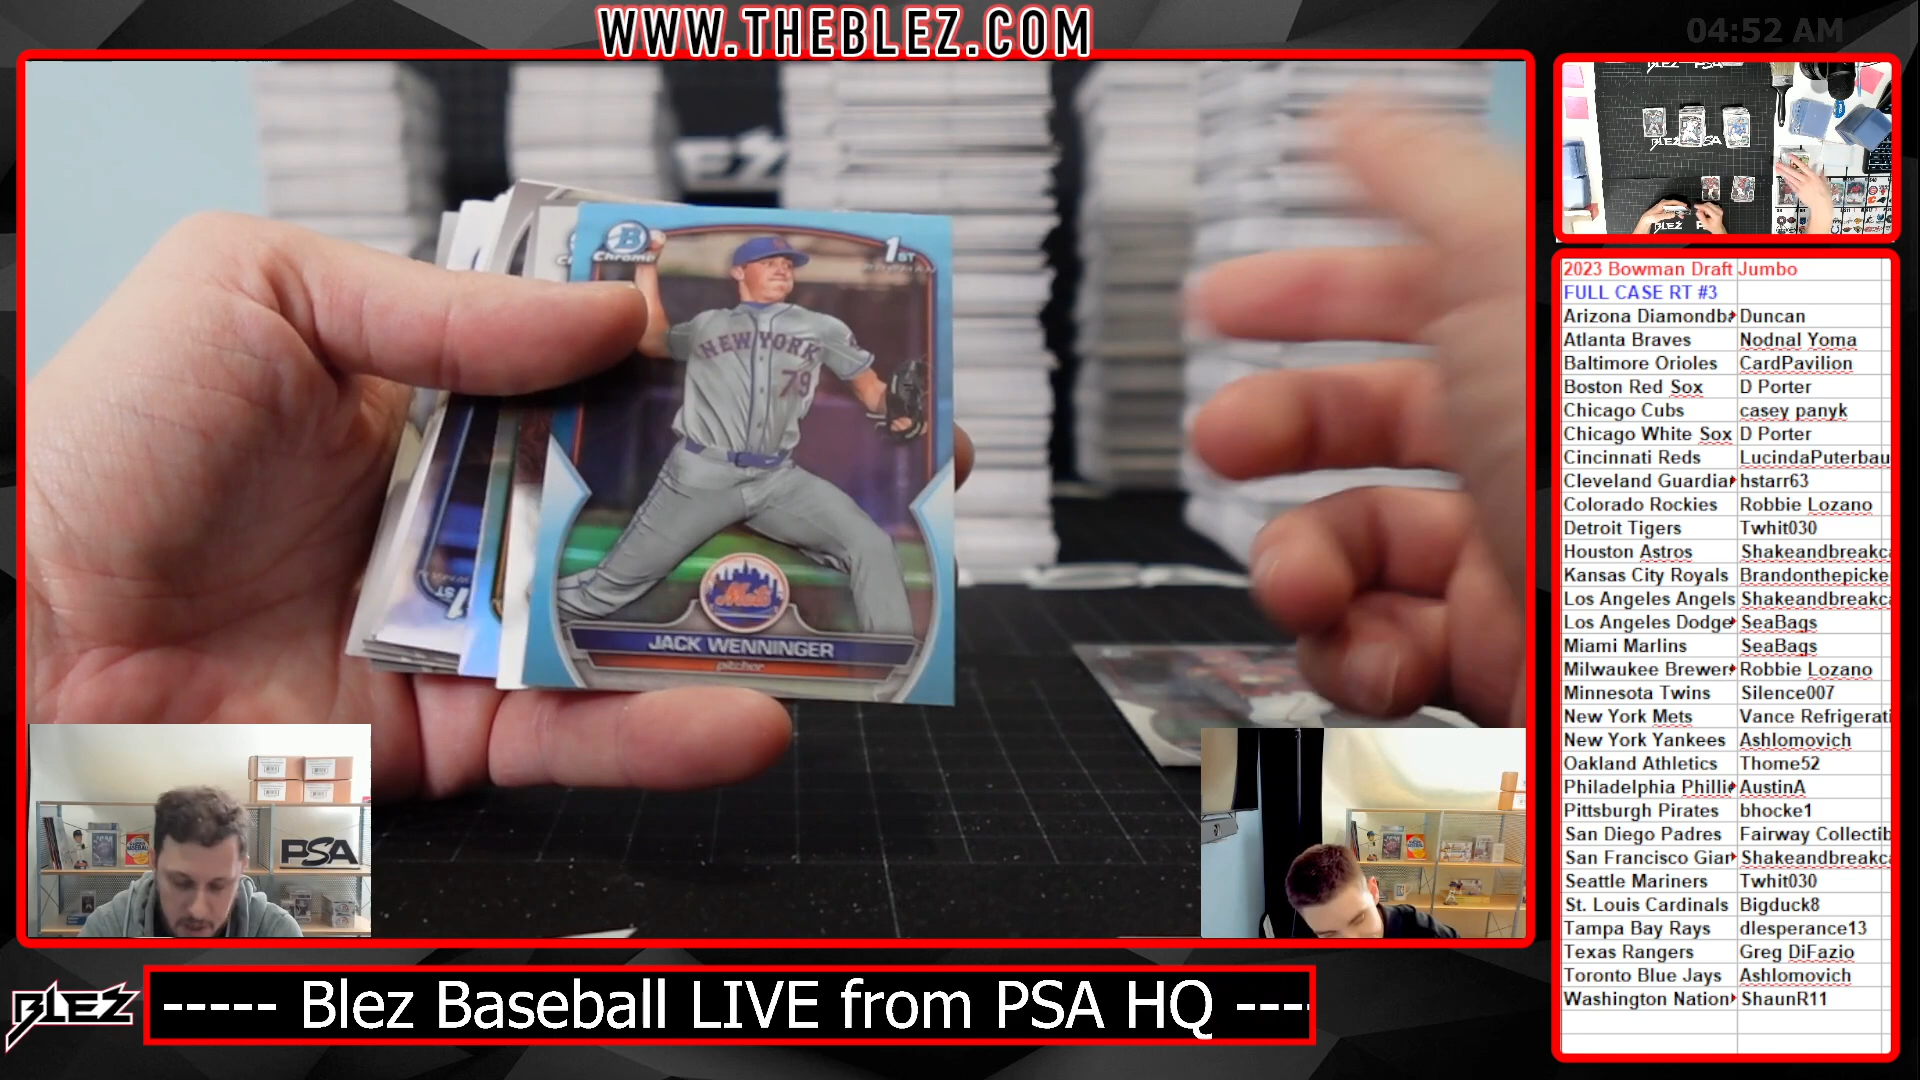 WWW.THEBLEZ.COM
04:52 AM
Chrome
1ST
NEW YORK
79
Mets
JACK WENNINGER
pitcher
PSA
BLEZ
----- Blez Baseball LIVE from PSA HQ ----
2023 Bowman Draft Jumbo
FULL CASE RT #3
Arizona Diamondba Duncan
Atlanta Braves Nodnal Yoma
Baltimore Orioles CardPavilion
Boston Red Sox D Porter
Chicago Cubs casey panyk
Chicago White Sox D Porter
Cincinnati Reds LucindaPuterbau
Cleveland Guardia hstarr63
Colorado Rockies Robbie Lozano
Detroit Tigers Twhit030
Houston Astros Shakeandbreakca
Kansas City Royals Brandonthepicke
Los Angeles Angels Shakeandbreakca
Los Angeles Dodge SeaBags
Miami Marlins SeaBags
Milwaukee Brewer Robbie Lozano
Minnesota Twins Silence007
New York Mets Vance Refrigerati
New York Yankees Ashlomovich
Oakland Athletics Thome52
Philadelphia Phillie AustinA
Pittsburgh Pirates bhocke1
San Diego Padres Fairway Collectib
San Francisco Gian Shakeandbreakca
Seattle Mariners Twhit030
St. Louis Cardinals Bigduck8
Tampa Bay Rays dlesperance13
Texas Rangers Greg DiFazio
Toronto Blue Jays Ashlomovich
Washington Nation ShaunR11